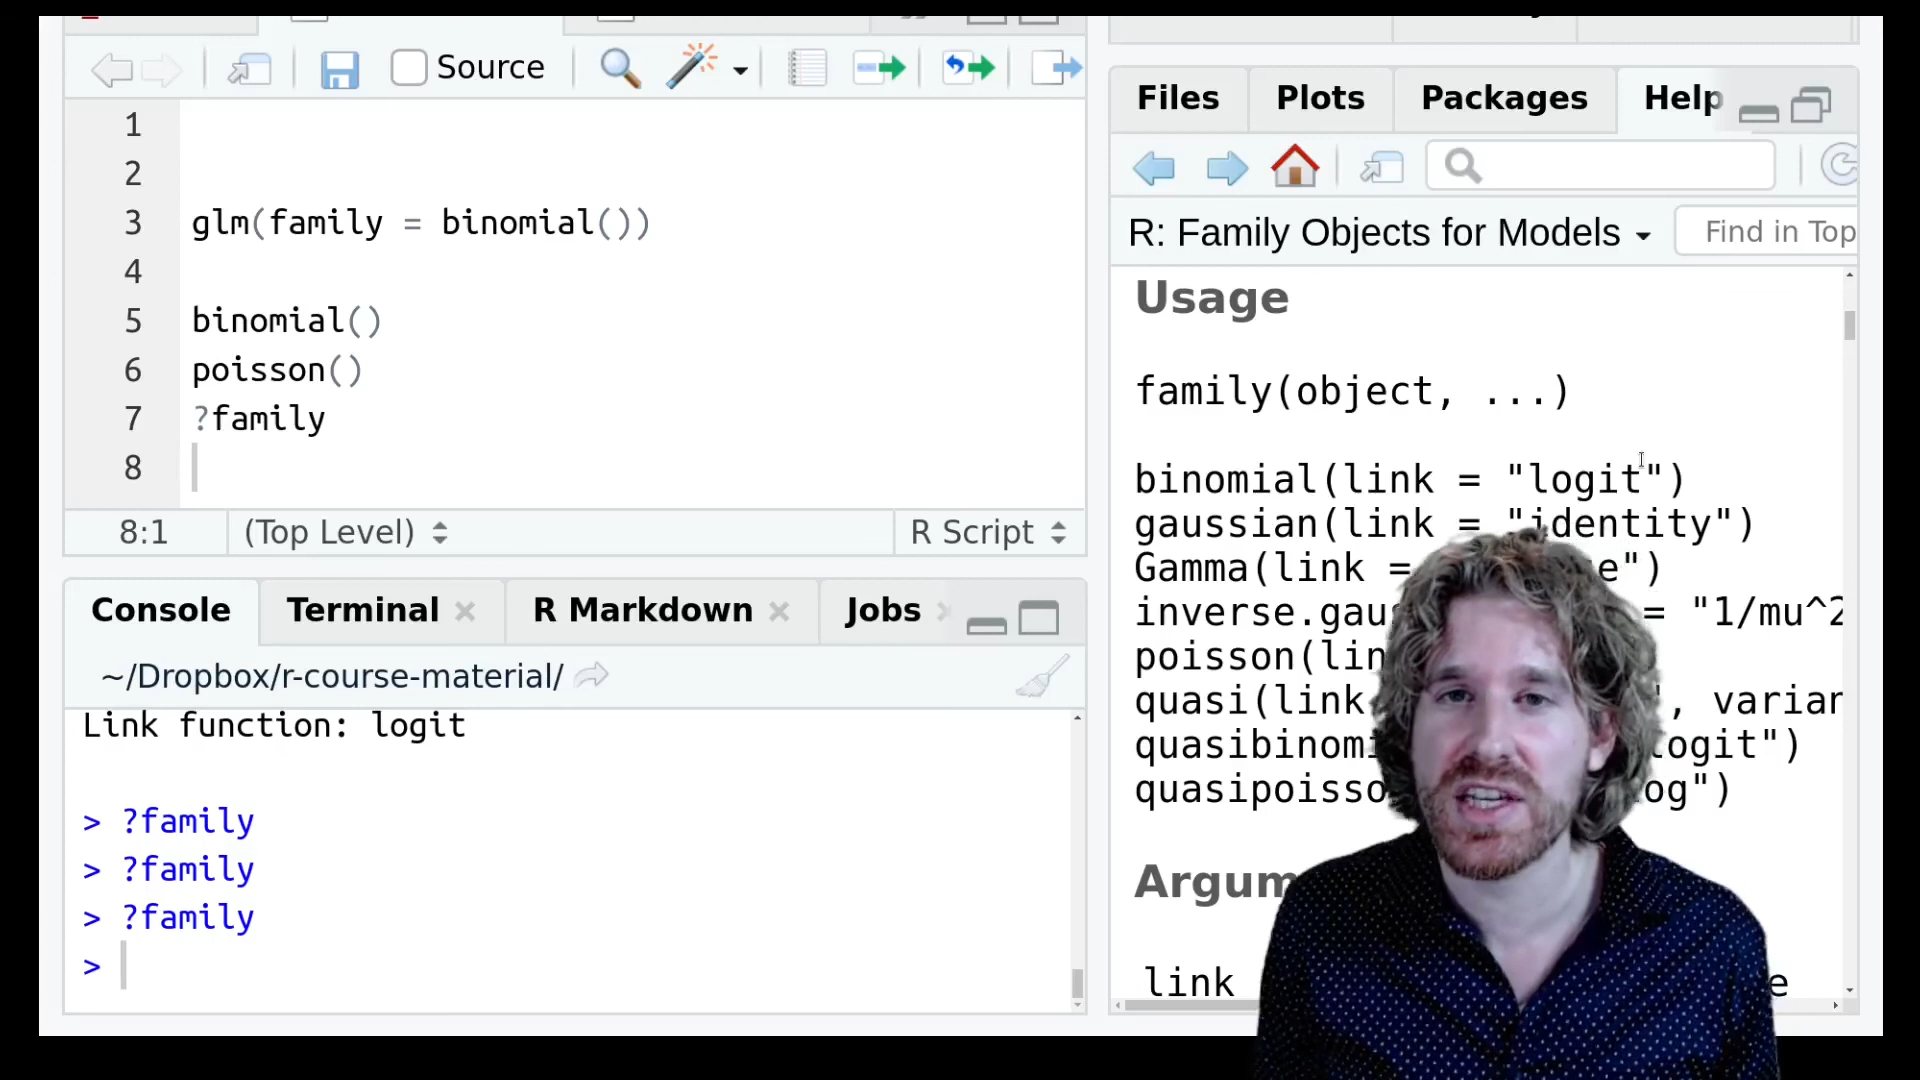 Source
1
2
3 glm(family = binomial())
4
5 binomial()
6 poisson()
7 ?family
8
8:1 (Top Level) R Script
Console Terminal R Markdown Jobs
~/Dropbox/r-course-material/
Link function: logit
> ?family
> ?family
> ?family
>
Files Plots Packages Help
R: Family Objects for Models Find in Top
Usage
family(object, ...)
binomial(link = "logit")
gaussian(link = "identity")
Gamma(link = e")
inverse.gau = "1/mu^2
poisson(lin
quasi(link ", varian
quasibinomi logit")
quasipoisso og")
Argum
link e